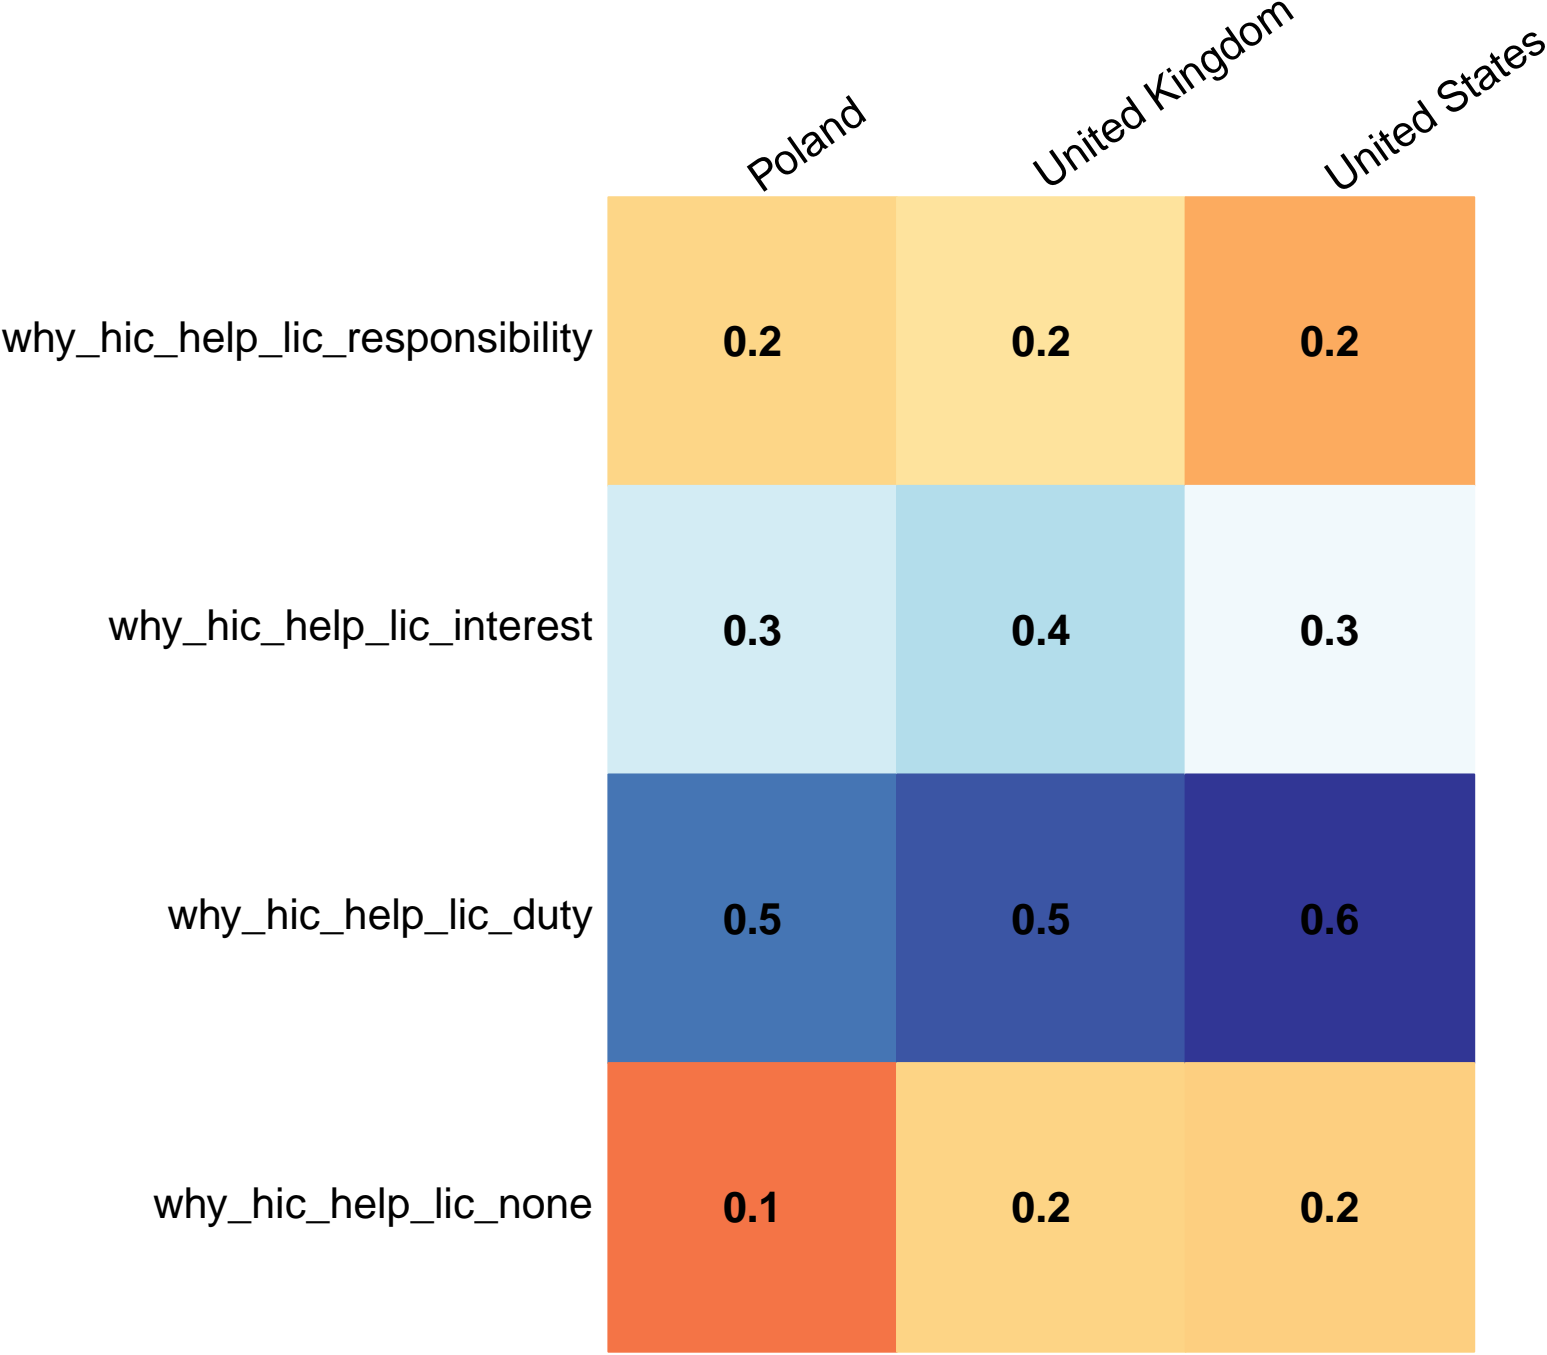 Poland
United Kingdom
United States
why_hic_help_lic_responsibility 0.2 0.2 0.2
why_hic_help_lic_interest 0.3 0.4 0.3
why_hic_help_lic_duty 0.5 0.5 0.6
why_hic_help_lic_none 0.1 0.2 0.2